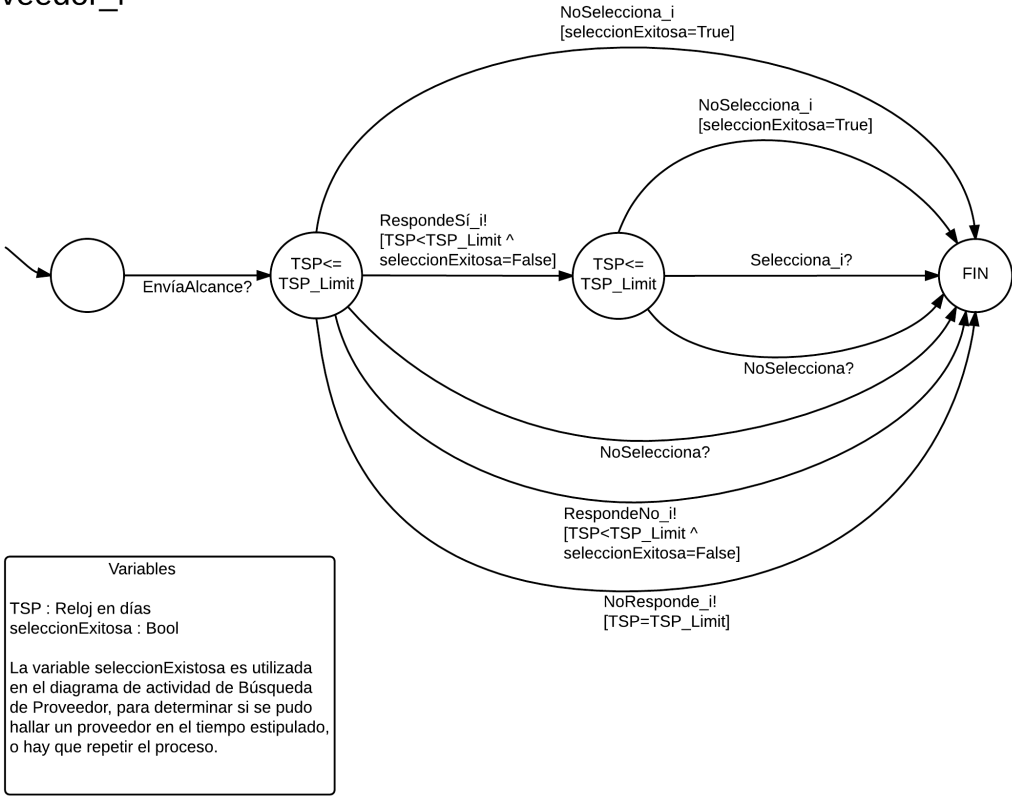 veedor_i
NoSelecciona_i
[seleccionExitosa=True]
NoSelecciona_i
[seleccionExitosa=True]
RespondeSí_i!
[TSP<TSP_Limit ^
seleccionExitosa=False]
EnvíaAlcance?
TSP<=
TSP_Limit
TSP<=
TSP_Limit
Selecciona_i?
FIN
NoSelecciona?
NoSelecciona?
RespondeNo_i!
[TSP<TSP_Limit ^
seleccionExitosa=False]
NoResponde_i!
[TSP=TSP_Limit]
Variables
TSP : Reloj en días
seleccionExitosa : Bool
La variable seleccionExistosa es utilizada
en el diagrama de actividad de Búsqueda
de Proveedor, para determinar si se pudo
hallar un proveedor en el tiempo estipulado,
o hay que repetir el proceso.